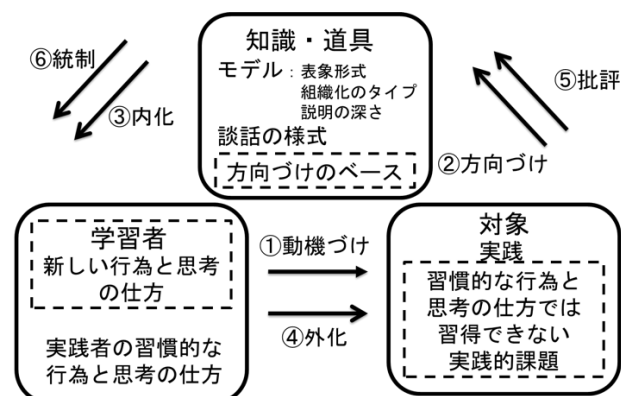 ⑥統制
③内化
知識・道具
モデル：表象形式
組織化のタイプ
説明の深さ
談話の様式
方向づけのベース
⑤批評
②方向づけ
学習者
新しい行為と思考
の仕方
実践者の習慣的な
行為と思考の仕方
①動機づけ
④外化
対象
実践
習慣的な行為と
思考の仕方では
習得できない
実践的課題